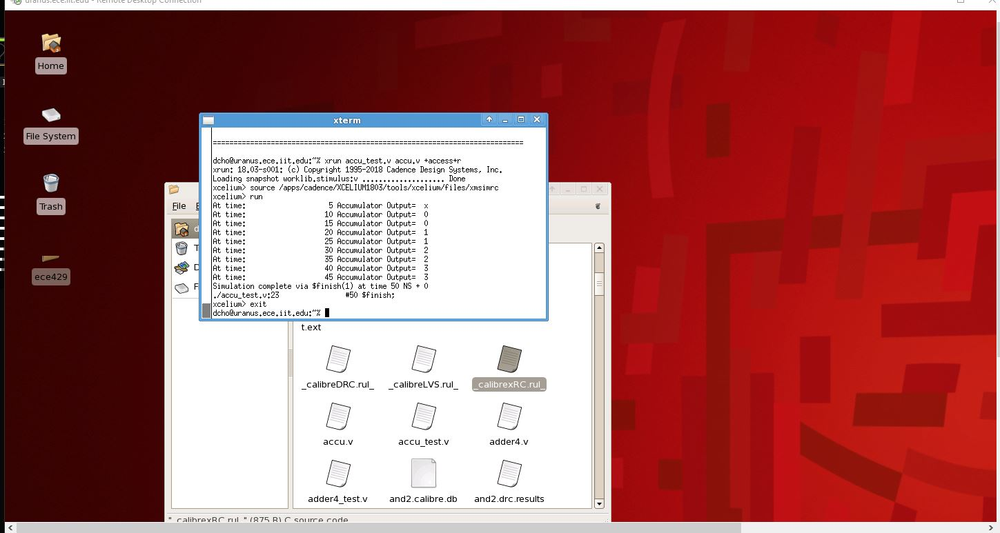 uranus.ece.iit.edu - Remote Desktop Connection
Home
File System
Trash
ece429
xterm
===========================================================================
dcho@uranus.ece.iit.edu:~% xrun accu_test.v accu.v +access+r
xrun: 18.03-s001: (c) Copyright 1995-2018 Cadence Design Systems, Inc.
Loading snapshot worklib.stimulus:v .................... Done
xcelium> source /apps/cadence/XCELIUM1803/tools/xcelium/files/xmsimrc
xcelium> run
At time: 5 Accumulator Output= x
At time: 10 Accumulator Output= 0
At time: 15 Accumulator Output= 0
At time: 20 Accumulator Output= 1
At time: 25 Accumulator Output= 1
At time: 30 Accumulator Output= 2
At time: 35 Accumulator Output= 2
At time: 40 Accumulator Output= 3
At time: 45 Accumulator Output= 3
Simulation complete via $finish(1) at time 50 NS + 0
./accu_test.v:23 #50 $finish;
xcelium> exit
dcho@uranus.ece.iit.edu:~%
File
t.ext
_calibreDRC.rul_
_calibreLVS.rul_
_calibrexRC.rul_
accu.v
accu_test.v
adder4.v
adder4_test.v
and2.calibre.db
and2.drc.results
"_calibrexRC.rul_" (875 B) C source code